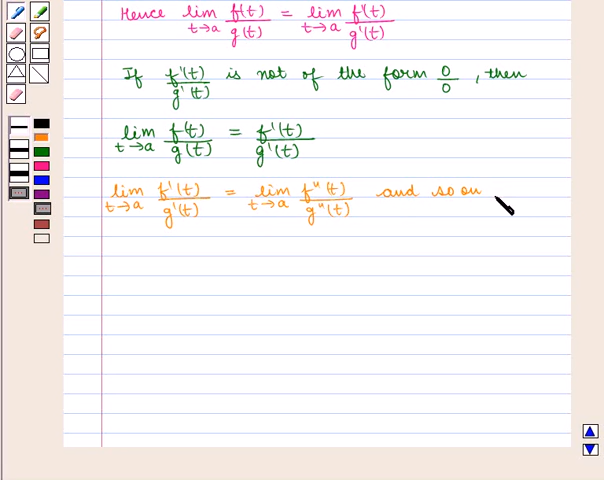 Hence lim t→a f(t)/g(t) = lim t→a f'(t)/g'(t)
If f'(t)/g'(t) is not of the form 0/0, then
lim t→a f(t)/g(t) = f'(t)/g'(t)
lim t→a f'(t)/g'(t) = lim t→a f"(t)/g"(t) and so on